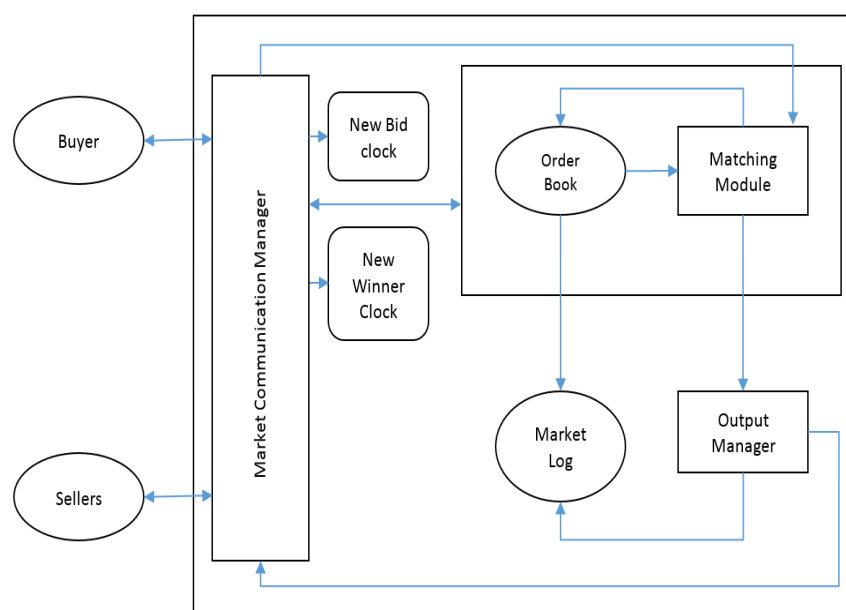 Buyer
Sellers
Market Communication Manager
New Bid
clock
New
Winner
Clock
Order
Book
Matching
Module
Market
Log
Output
Manager